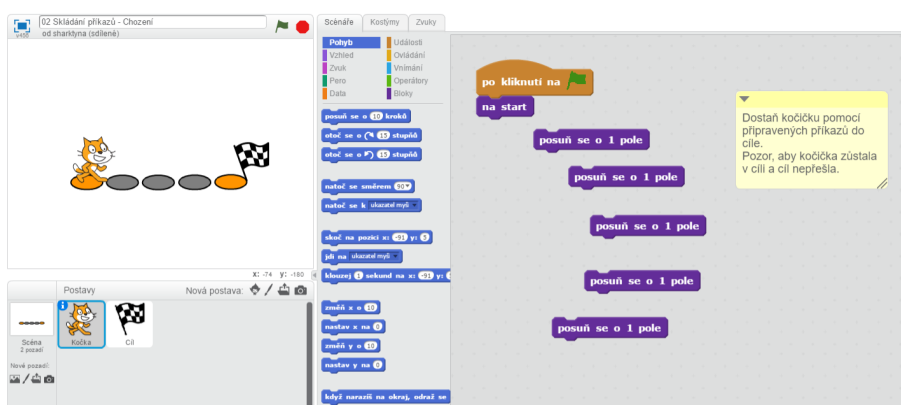 02 Skládání příkazů - Chození
od sharktyna (sdíleně)
v456
Scénáře
Kostýmy
Zvuky
Pohyb
Události
Vzhled
Ovládání
Zvuk
Vnímání
Pero
Operátory
Data
Bloky
posuň se o 10 kroků
otoč se o 15 stupňů
otoč se o 15 stupňů
natoč se směrem 90
natoč se k ukazatel myš
skoč na pozici x: -91 y: 5
jdi na ukazatel myš
klouzej 1 sekund na x: -91 y:
změň x o 10
nastav x na 0
změň y o 10
nastav y na 0
když narazíš na okraj, odraž se
po kliknutí na
na start
posuň se o 1 pole
posuň se o 1 pole
posuň se o 1 pole
posuň se o 1 pole
posuň se o 1 pole
Dostaň kočičku pomocí
připravených příkazů do
cíle.
Pozor, aby kočička zůstala
v cíli a cíl nepřešla.
x: -74 y: -180
Postavy
Nová postava:
Scéna
2 pozadí
Nové pozadí:
Kočka
Cíl